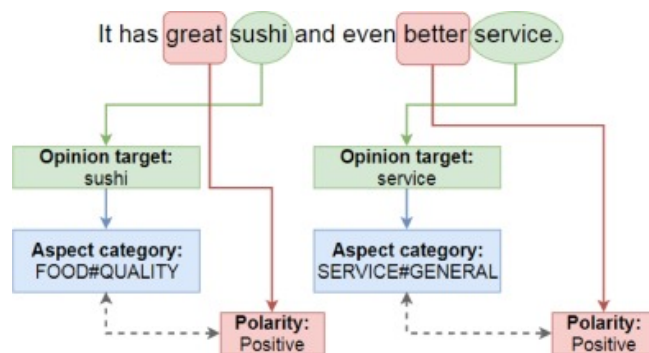 It has great sushi and even better service.
Opinion target:
sushi
Opinion target:
service
Aspect category:
FOOD#QUALITY
Aspect category:
SERVICE#GENERAL
Polarity:
Positive
Polarity:
Positive